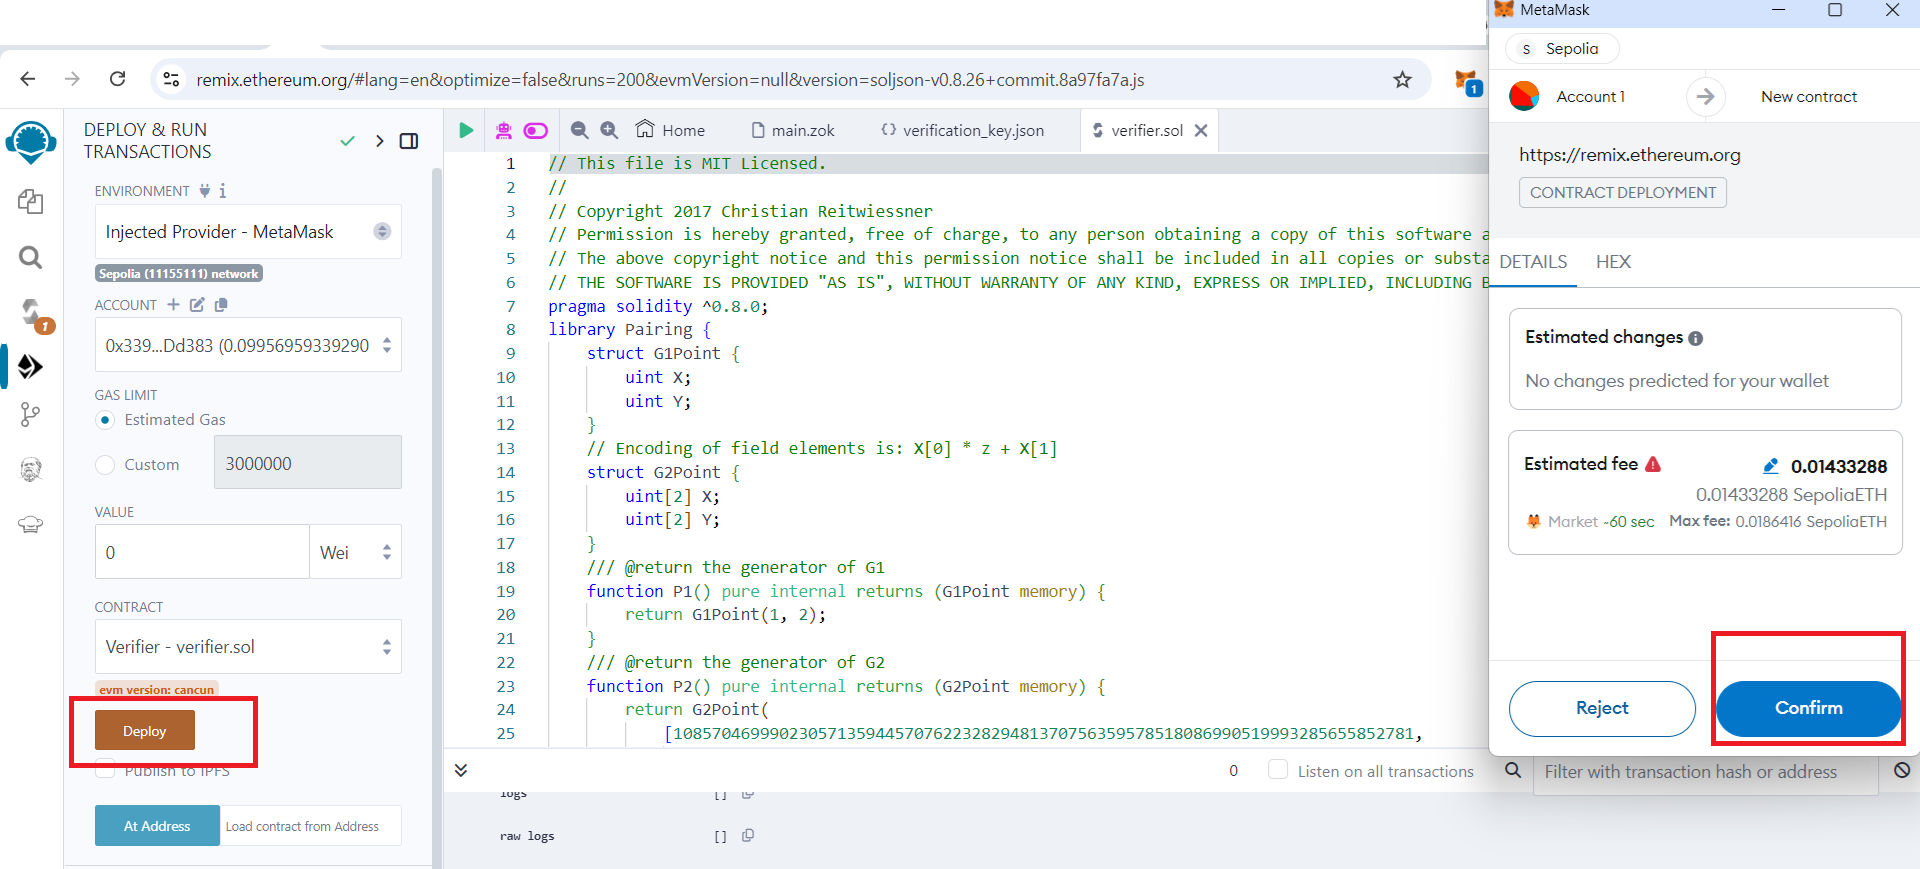 MetaMask
S Sepolia
remix.ethereum.org/#lang=en&optimize=false&runs=200&evmVersion=null&version=soljson-v0.8.26+commit.8a97fa7a.js
1
Account 1
New contract
DEPLOY & RUN
TRANSACTIONS
Home
main.zok
verification_key.json
verifier.sol
https://remix.ethereum.org
CONTRACT DEPLOYMENT
DETAILS
HEX
ENVIRONMENT
Injected Provider - MetaMask
Sepolia (11155111) network
ACCOUNT
1
0x339...Dd383 (0.09956959339290
GAS LIMIT
Estimated Gas
Custom
3000000
VALUE
0
Wei
CONTRACT
Verifier - verifier.sol
evm version: cancun
Deploy
Publish to IPFS
At Address
Load contract from Address
1 // This file is MIT Licensed.
2 //
3 // Copyright 2017 Christian Reitwiessner
4 // Permission is hereby granted, free of charge, to any person obtaining a copy of this software a
5 // The above copyright notice and this permission notice shall be included in all copies or substa
6 // THE SOFTWARE IS PROVIDED "AS IS", WITHOUT WARRANTY OF ANY KIND, EXPRESS OR IMPLIED, INCLUDING B
7 pragma solidity ^0.8.0;
8 library Pairing {
9 struct G1Point {
10 uint X;
11 uint Y;
12 }
13 // Encoding of field elements is: X[0] * z + X[1]
14 struct G2Point {
15 uint[2] X;
16 uint[2] Y;
17 }
18 /// @return the generator of G1
19 function P1() pure internal returns (G1Point memory) {
20 return G1Point(1, 2);
21 }
22 /// @return the generator of G2
23 function P2() pure internal returns (G2Point memory) {
24 return G2Point(
25 [10857046999023057135944570762232829481370756359578518086990519993285655852781,
Estimated changes
No changes predicted for your wallet
Estimated fee
0.01433288
0.01433288 SepoliaETH
Market ~60 sec
Max fee: 0.0186416 SepoliaETH
Reject
Confirm
0
Listen on all transactions
Filter with transaction hash or address
logs
[]
raw logs
[]